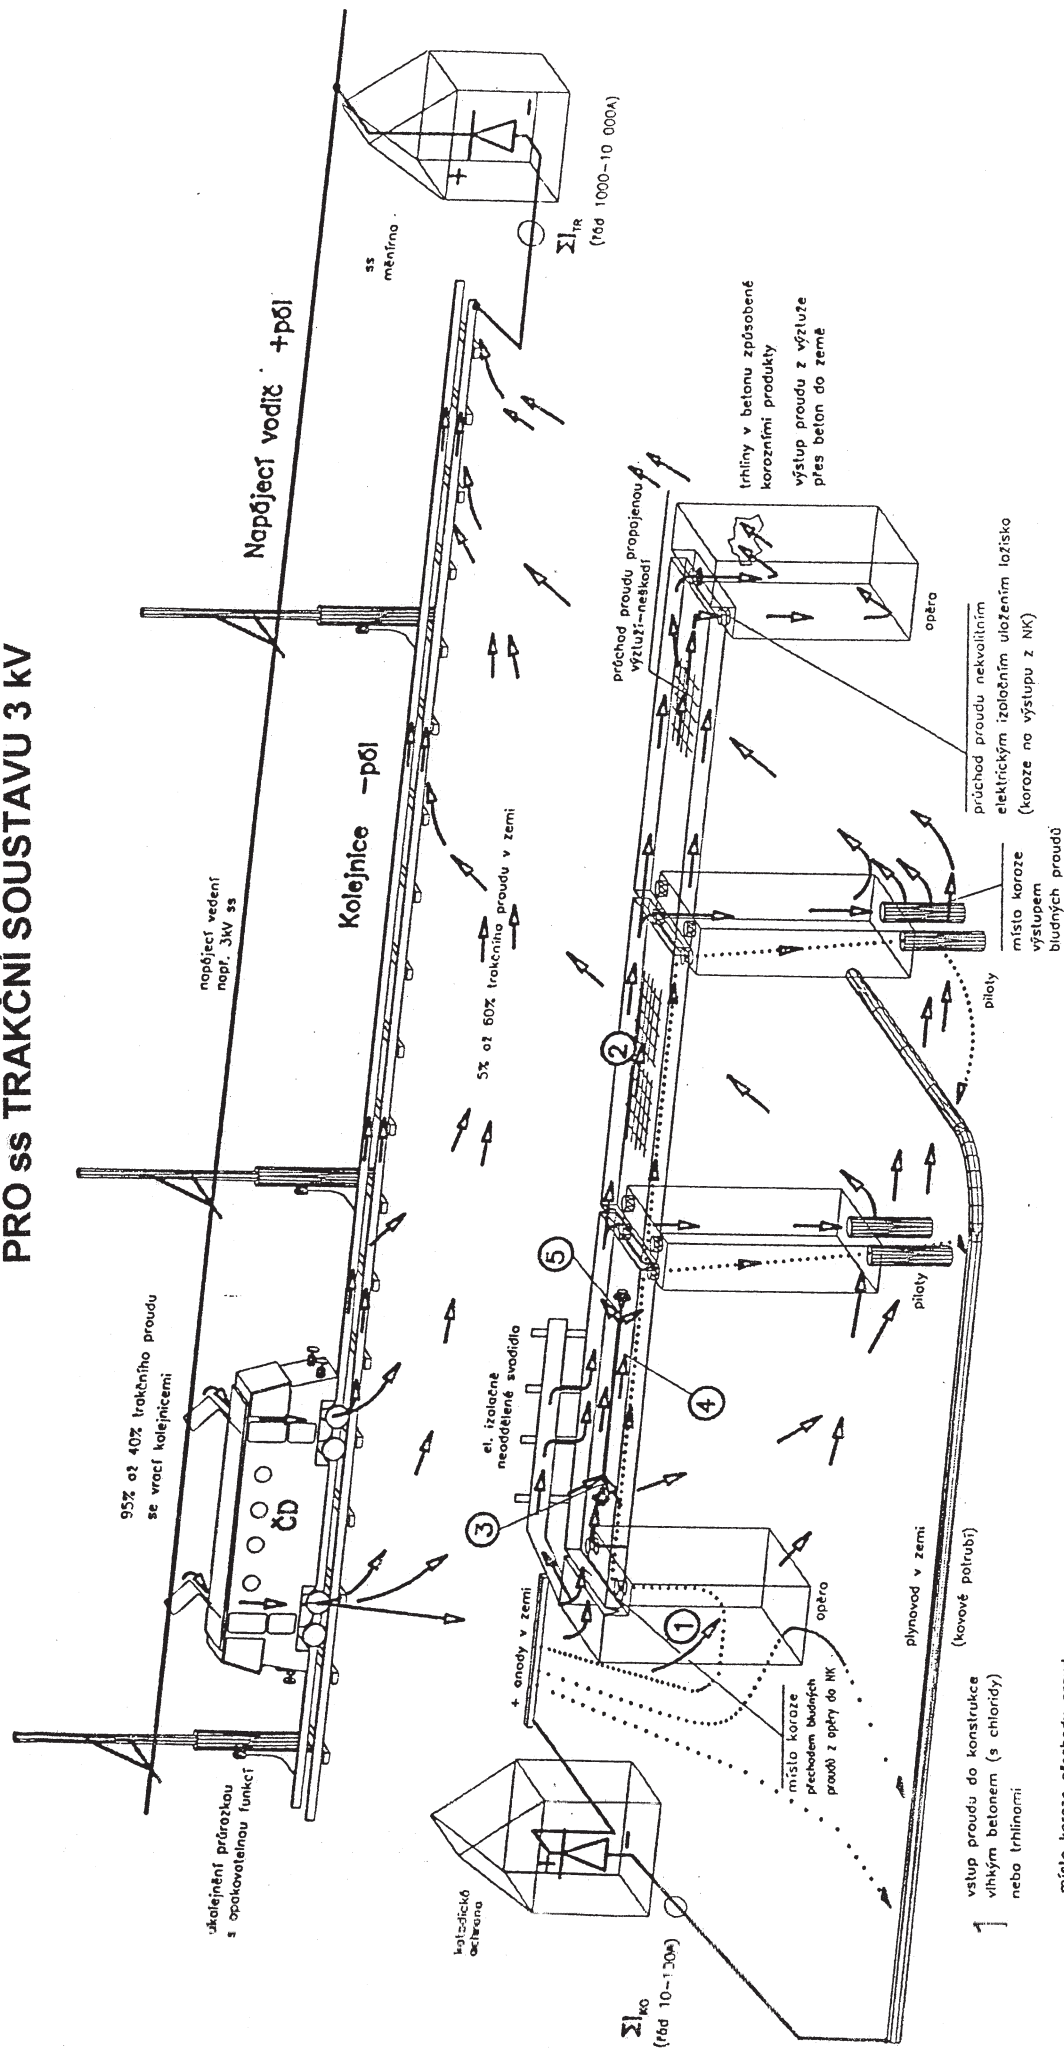 PRO ss TRAKČNÍ SOUSTAVU 3 kV
Napájecí vodič +pól
napájecí vedení
např. 3kV ss
95% až 40% trakčního proudu
se vrací kolejnicemi
ČD
Kolejnice -pól
ss
měnírna
+
-
ΣI TR
(řád 1000-10 000A)
ukolejnění průrazkou
s opakovatelnou funkcí
5% až 60% trakčního proudu v zemi
katodická
ochrana
+
-
ΣI KO
(řád 10-100A)
+ anody v zemi
el. izolačně
neoddělené svodidlo
1
2
3
4
5
průchod proudu propojenou
výztuží-neškodí
trhliny v betonu způsobené
korozními produkty
výstup proudu z výztuže
přes beton do země
opěra
opěra
průchod proudu nekvalitním
elektrickým izolačním uložením ložisko
(koroze na výstupu z NK)
místo koroze
výstupem
bludných proudů
piloty
piloty
místo koroze
přechodem bludných
proudů z opěry do NK
plynovod v zemi
(kovové potrubí)
1
vstup proudu do konstrukce
vlhkým betonem (s chloridy)
nebo trhlinami